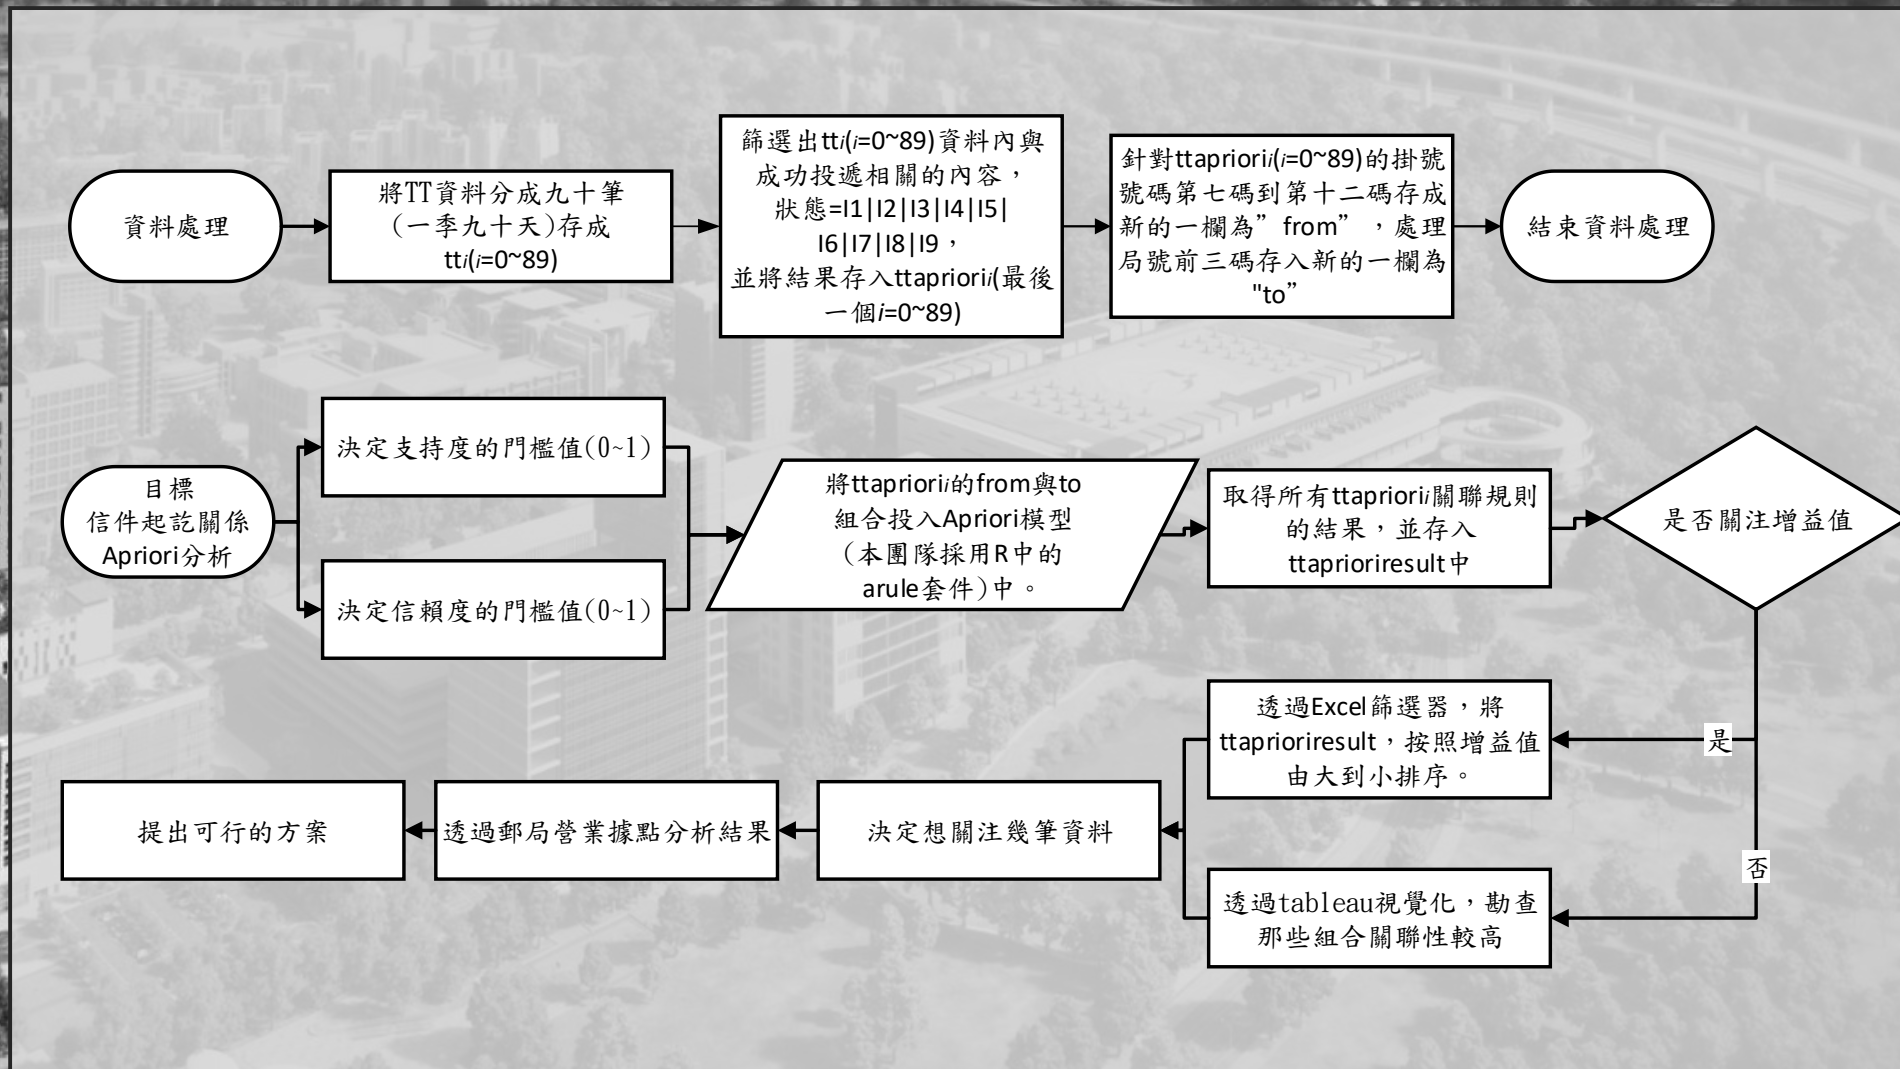 資料處理
將TT資料分成九十筆
(一季九十天)存成
tti(i=0~89)
篩選出tti(i=0~89)資料內與
成功投遞相關的內容，
狀態=I1|I2|I3|I4|I5|
I6|I7|I8|I9，
並將結果存入ttapriorii(最後
一個i=0~89)
針對ttapriorii(i=0~89)的掛號
號碼第七碼到第十二碼存成
新的一欄為”from”，處理
局號前三碼存入新的一欄為
"to”
結束資料處理
目標
信件起訖關係
Apriori分析
決定支持度的門檻值(0~1)
決定信賴度的門檻值(0~1)
將ttapriorii的from與to
組合投入Apriori模型
(本團隊採用R中的
arule套件)中。
取得所有ttapriorii關聯規則
的結果，並存入
ttaprioriresult中
是否關注增益值
是
否
透過Excel篩選器，將
ttaprioriresult，按照增益值
由大到小排序。
透過tableau視覺化，勘查
那些組合關聯性較高
決定想關注幾筆資料
透過郵局營業據點分析結果
提出可行的方案